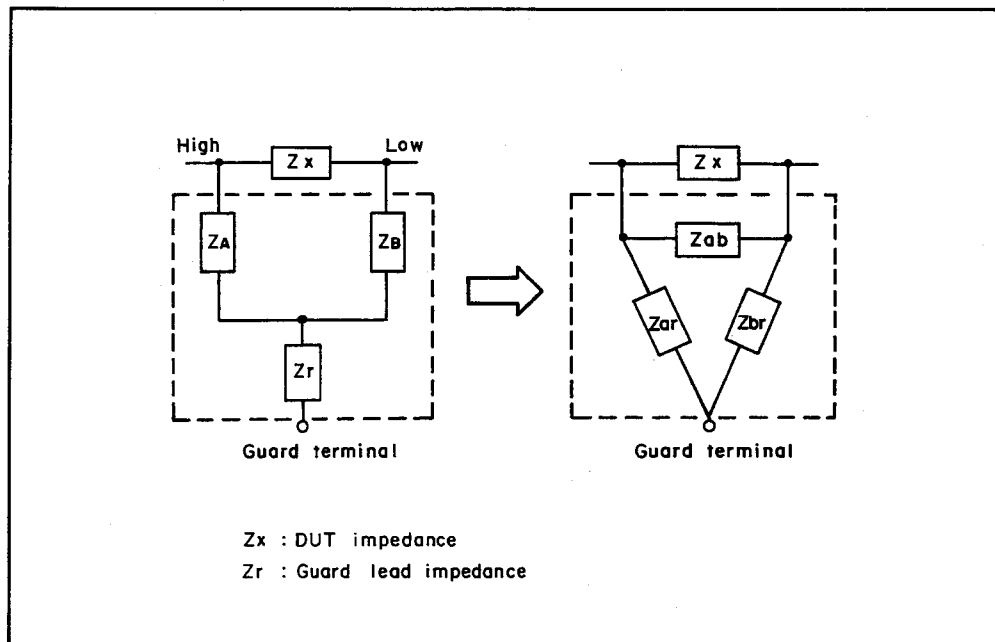 High Zx Low
Zx
ZA ZB
Zab
Zar Zbr
Zr
Guard terminal
Guard terminal
Zx : DUT impedance
Zr : Guard lead impedance